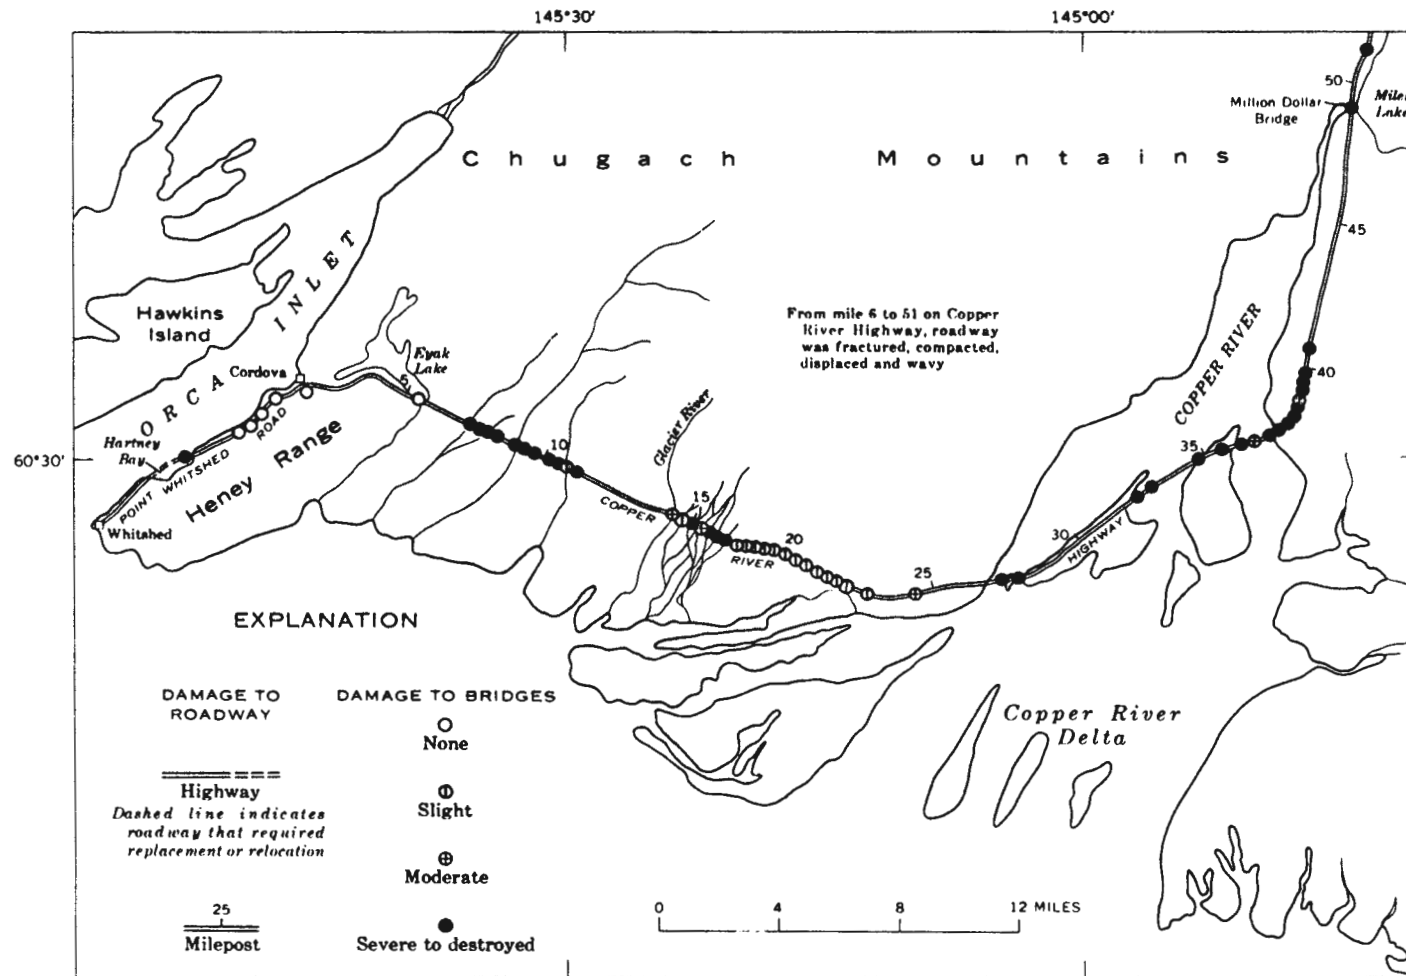 145°30'
145°00'
50
Million Dollar
Bridge
Miles
Lake
Chugach Mountains
45
ORCA INLET
Hawkins
Island
From mile 6 to 51 on Copper
River Highway, roadway
was fractured, compacted,
displaced and wavy
COPPER RIVER
Eyak
Lake
Cordova
5
40
Hartney
Bay
POINT WHITSHED ROAD
Heney Range
60°30'
10
Glacier River
35
Whitshed
COPPER RIVER HIGHWAY
15
20
25
30
EXPLANATION
DAMAGE TO
ROADWAY
DAMAGE TO BRIDGES
None
Highway
Dashed line indicates
roadway that required
replacement or relocation
Slight
Moderate
25
Milepost
Severe to destroyed
Copper River
Delta
0 4 8 12 MILES